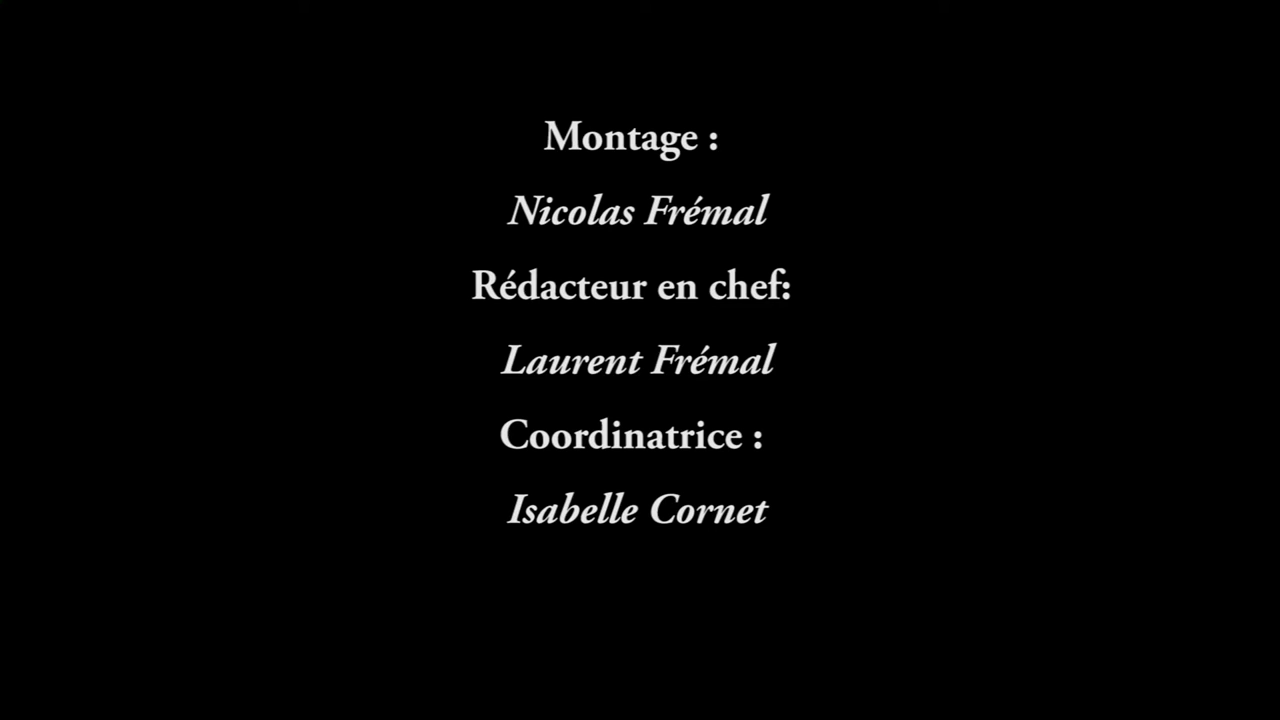 Montage :
Nicolas Frémal
Rédacteur en chef:
Laurent Frémal
Coordinatrice :
Isabelle Cornet